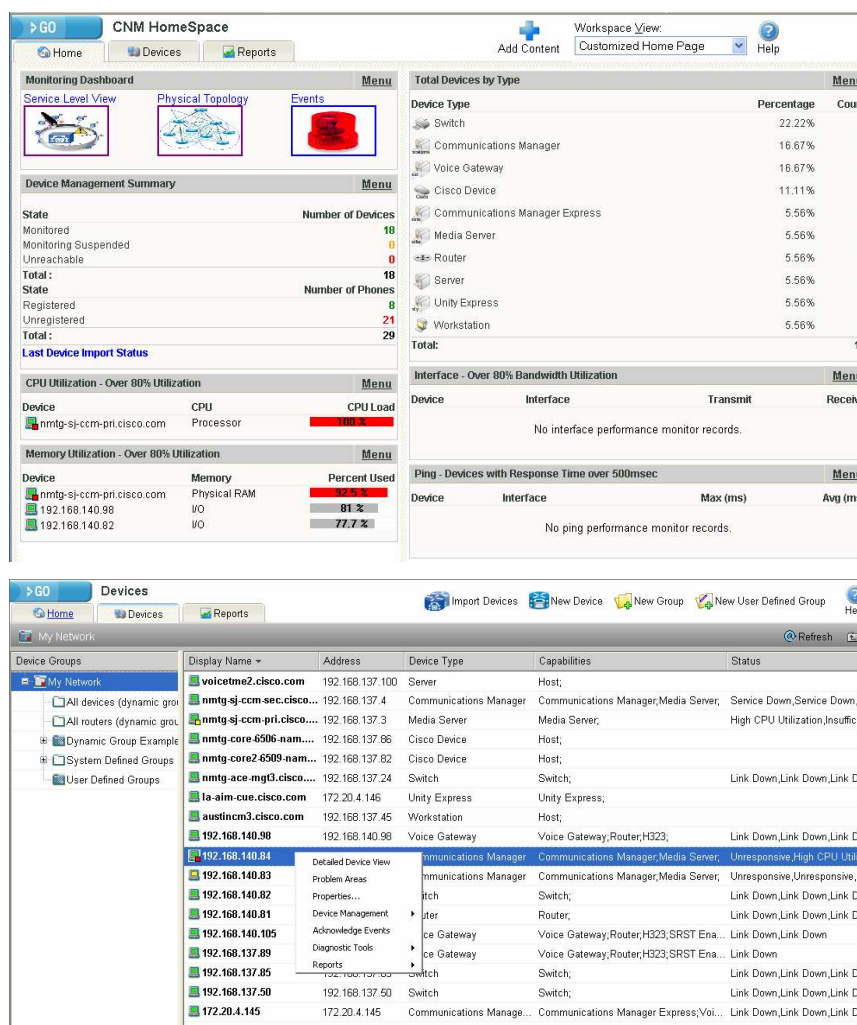 GO CNM HomeSpace
Add Content
Workspace View:
Customized Home Page
Help
Home Devices Reports
Monitoring Dashboard Menu
Service Level View Physical Topology Events
Device Management Summary Menu
State Number of Devices
Monitored 18
Monitoring Suspended 0
Unreachable 0
Total : 18
State Number of Phones
Registered 8
Unregistered 21
Total : 29
Last Device Import Status
CPU Utilization - Over 80% Utilization Menu
Device CPU CPU Load
nmtg-sj-ccm-pri.cisco.com Processor 100 %
Memory Utilization - Over 80% Utilization Menu
Device Memory Percent Used
nmtg-sj-ccm-pri.cisco.com Physical RAM 92.5 %
192.168.140.98 I/O 81 %
192.168.140.82 I/O 77.7 %
Total Devices by Type Men
Device Type Percentage Cou
Switch 22.22%
Communications Manager 16.67%
Voice Gateway 16.67%
Cisco Device 11.11%
Communications Manager Express 5.56%
Media Server 5.56%
Router 5.56%
Server 5.56%
Unity Express 5.56%
Workstation 5.56%
Total: 1
Interface - Over 80% Bandwidth Utilization Men
Device Interface Transmit Receiv
No interface performance monitor records.
Ping - Devices with Response Time over 500msec Men
Device Interface Max (ms) Avg (m
No ping performance monitor records.
GO Devices
Import Devices New Device New Group New User Defined Group He
Home Devices Reports
My Network Refresh
Device Groups
My Network
All devices (dynamic gro
All routers (dynamic grou
Dynamic Group Example
System Defined Groups
User Defined Groups
Display Name Address Device Type Capabilities Status
voicetme2.cisco.com 192.168.137.100 Server Host;
nmtg-sj-ccm-sec.cisco... 192.168.137.4 Communications Manager Communications Manager;Media Server; Service Down,Service Down,
nmtg-sj-ccm-pri.cisco.... 192.168.137.3 Media Server Media Server; High CPU Utilization,Insuffic
nmtg-core-6506-nam.... 192.168.137.86 Cisco Device Host;
nmtg-core2-6509-nam... 192.168.137.82 Cisco Device Host;
nmtg-ace-mgt3.cisco.... 192.168.137.24 Switch Switch; Link Down,Link Down,Link D
la-aim-cue.cisco.com 172.20.4.146 Unity Express Unity Express;
austincm3.cisco.com 192.168.137.45 Workstation Host;
192.168.140.98 192.168.140.98 Voice Gateway Voice Gateway;Router;H323; Link Down,Link Down,Link D
192.168.140.84 mmunications Manager Communications Manager;Media Server; Unresponsive,High CPU Util
192.168.140.83 mmunications Manager Communications Manager;Media Server; Unresponsive,Unresponsive,
192.168.140.82 itch Switch; Link Down,Link Down,Link D
192.168.140.81 uter Router; Link Down,Link Down,Link D
192.168.140.105 ice Gateway Voice Gateway;Router;H323;SRST Ena... Link Down,Link Down
192.168.137.89 ice Gateway Voice Gateway;Router;H323;SRST Ena... Link Down
192.168.137.85 192.168.137.85 Switch Switch; Link Down,Link Down,Link D
192.168.137.50 192.168.137.50 Switch Switch; Link Down,Link Down,Link D
172.20.4.145 172.20.4.145 Communications Manage... Communications Manager Express;Voi... Link Down,Link Down,Link D
Detailed Device View
Problem Areas
Properties...
Device Management
Acknowledge Events
Diagnostic Tools
Reports